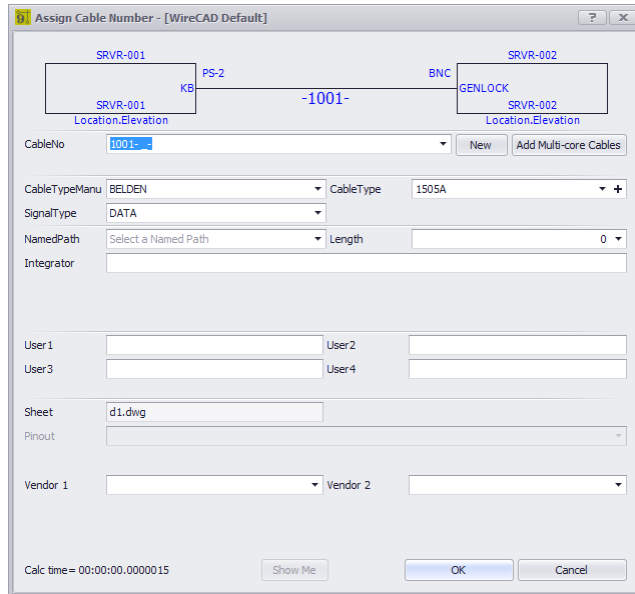 9 Assign Cable Number - [WireCAD Default] ? x
SRVR-001 SRVR-002
PS-2 BNC
KB -1001- GENLOCK
SRVR-001 SRVR-002
Location.Elevation Location.Elevation
CableNo 1001-_-- New Add Multi-core Cables
CableTypeManu BELDEN CableType 1505A +
SignalType DATA
NamedPath Select a Named Path Length 0
Integrator
User1 User2
User3 User4
Sheet d1.dwg
Pinout
Vendor 1 Vendor 2
Calc time= 00:00:00.0000015 Show Me OK Cancel